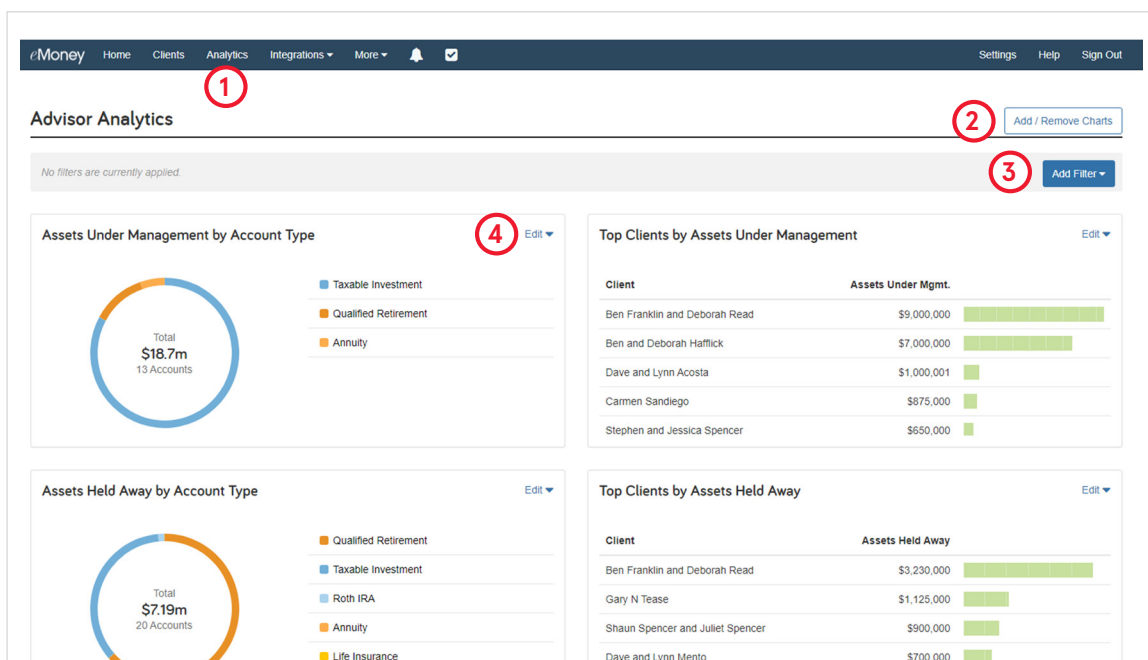 eMoney Home Clients Analytics Integrations More Settings Help Sign Out
1
Advisor Analytics
2 Add / Remove Charts
No filters are currently applied.
3 Add Filter
Assets Under Management by Account Type
4 Edit
Total
$18.7m
13 Accounts
Taxable Investment
Qualified Retirement
Annuity
Top Clients by Assets Under Management Edit
Client Assets Under Mgmt.
Ben Franklin and Deborah Read $9,000,000
Ben and Deborah Hafflick $7,000,000
Dave and Lynn Acosta $1,000,001
Carmen Sandiego $875,000
Stephen and Jessica Spencer $650,000
Assets Held Away by Account Type Edit
Total
$7.19m
20 Accounts
Qualified Retirement
Taxable Investment
Roth IRA
Annuity
Life Insurance
Top Clients by Assets Held Away Edit
Client Assets Held Away
Ben Franklin and Deborah Read $3,230,000
Gary N Tease $1,125,000
Shaun Spencer and Juliet Spencer $900,000
Dave and Lynn Mento $700,000